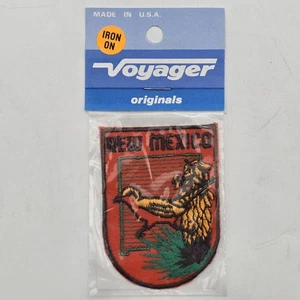 MADE IN U.S.A.
IRON
ON
Voyager
originals
NEW MEXICO